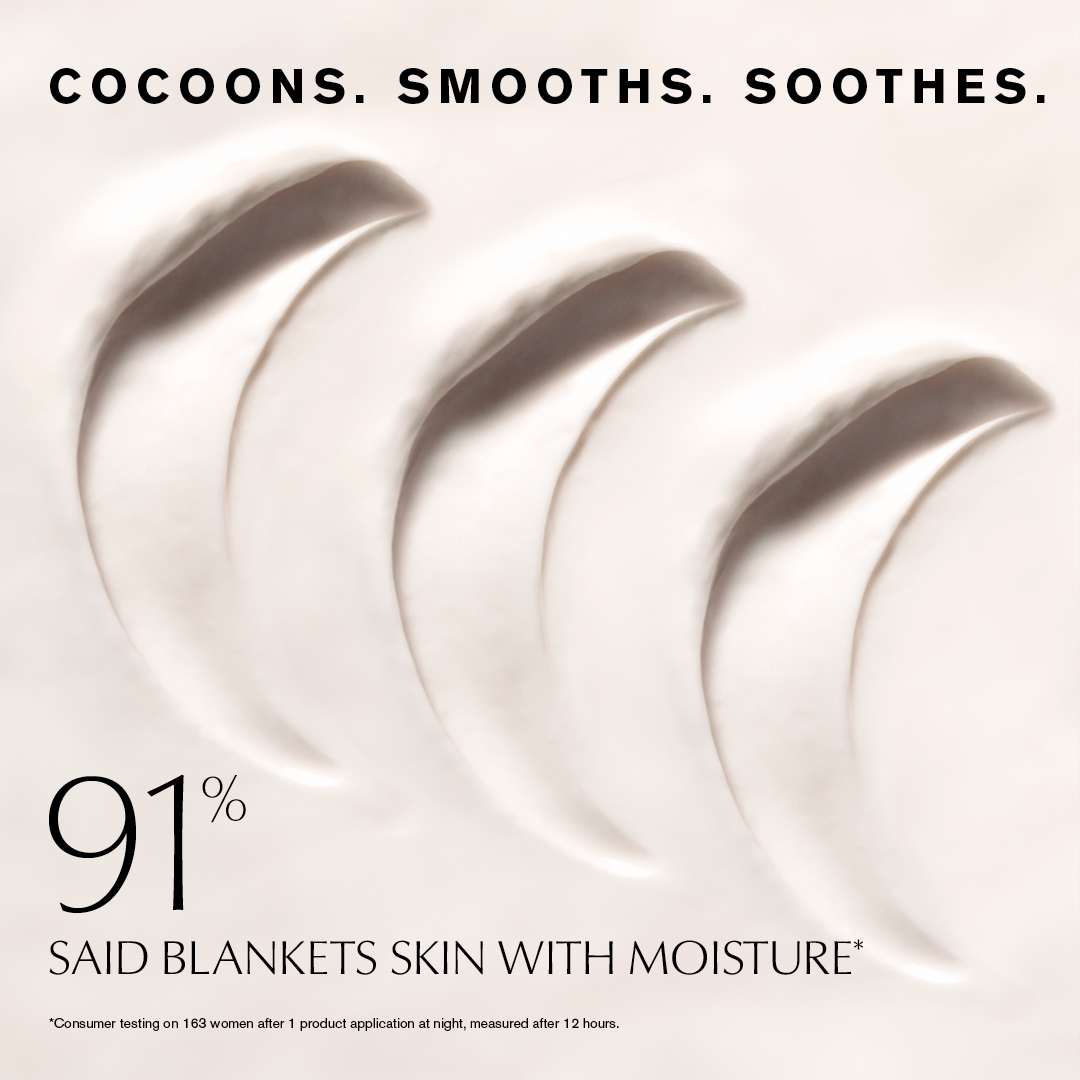 COCOONS. SMOOTHS. SOOTHES.
91%
SAID BLANKETS SKIN WITH MOISTURE*
*Consumer testing on 163 women after 1 product application at night, measured after 12 hours.